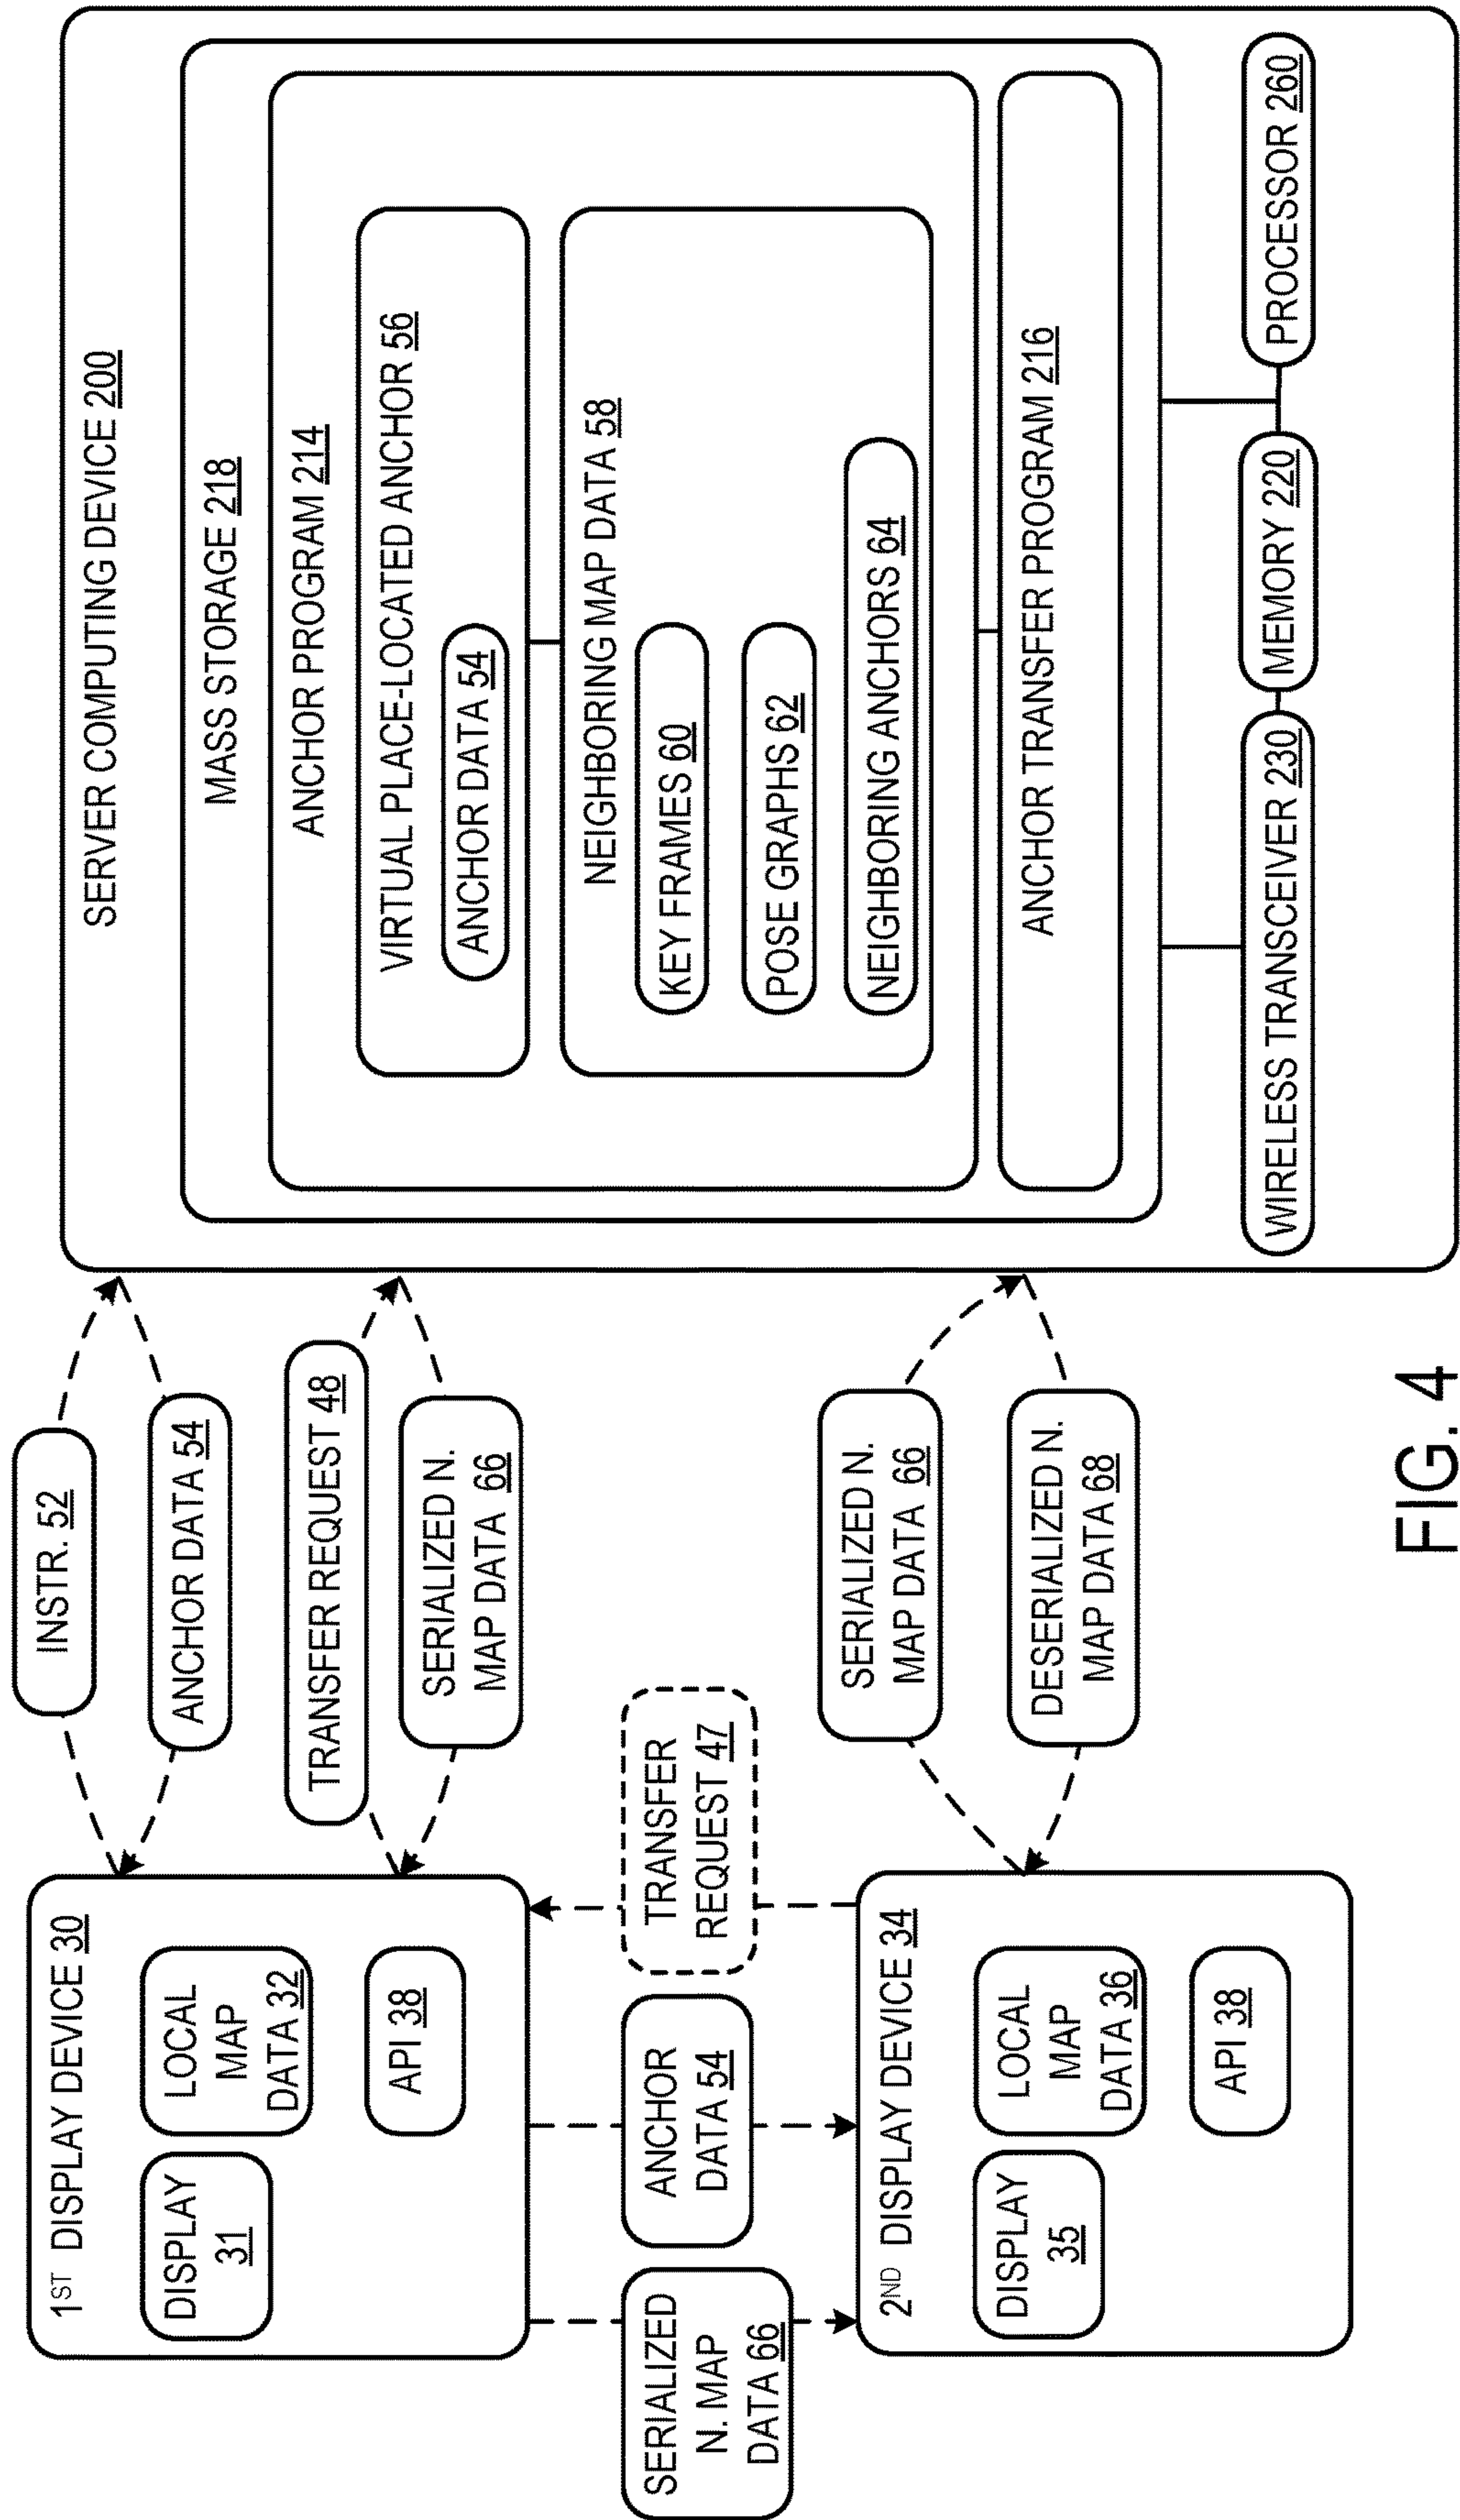 1ST DISPLAY DEVICE 30
DISPLAY
31
LOCAL
MAP
DATA 32
API 38
INSTR. 52
ANCHOR DATA 54
TRANSFER REQUEST 48
SERIALIZED N.
MAP DATA 66
SERIALIZED
N. MAP
DATA 66
ANCHOR
DATA 54
TRANSFER
REQUEST 47
2ND DISPLAY DEVICE 34
DISPLAY
35
LOCAL
MAP
DATA 36
API 38
SERIALIZED N.
MAP DATA 66
DESERIALIZED N.
MAP DATA 68
SERVER COMPUTING DEVICE 200
MASS STORAGE 218
ANCHOR PROGRAM 214
VIRTUAL PLACE-LOCATED ANCHOR 56
ANCHOR DATA 54
NEIGHBORING MAP DATA 58
KEY FRAMES 60
POSE GRAPHS 62
NEIGHBORING ANCHORS 64
ANCHOR TRANSFER PROGRAM 216
WIRELESS TRANSCEIVER 230
MEMORY 220
PROCESSOR 260
FIG. 4